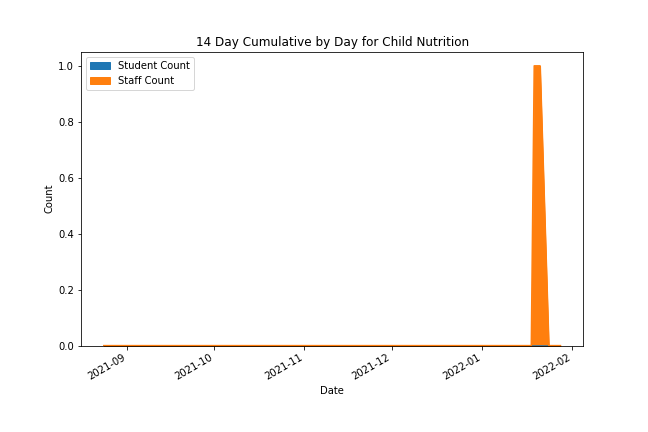 14 Day Cumulative by Day for Child Nutrition
Student Count
Staff Count
1.0
0.8
0.6
0.4
0.2
0.0
Count
2021-09
2021-10
2021-11
2021-12
2022-01
2022-02
Date